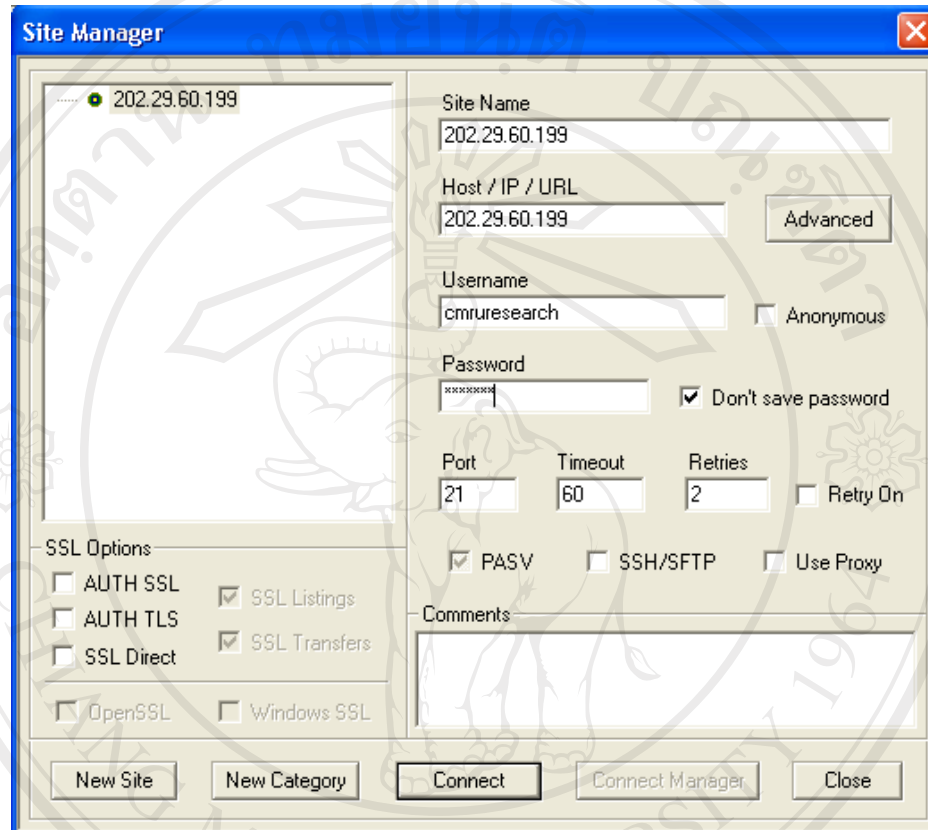 Site Manager
202.29.60.199
Site Name
202.29.60.199
Host / IP / URL
202.29.60.199
Advanced
Username
cmruresearch
Anonymous
Password
*******
Don't save password
Port Timeout Retries
21 60 2 Retry On
PASV SSH/SFTP Use Proxy
SSL Options
AUTH SSL
SSL Listings
AUTH TLS
SSL Transfers
SSL Direct
OpenSSL Windows SSL
Comments
New Site New Category Connect Connect Manager Close
1964